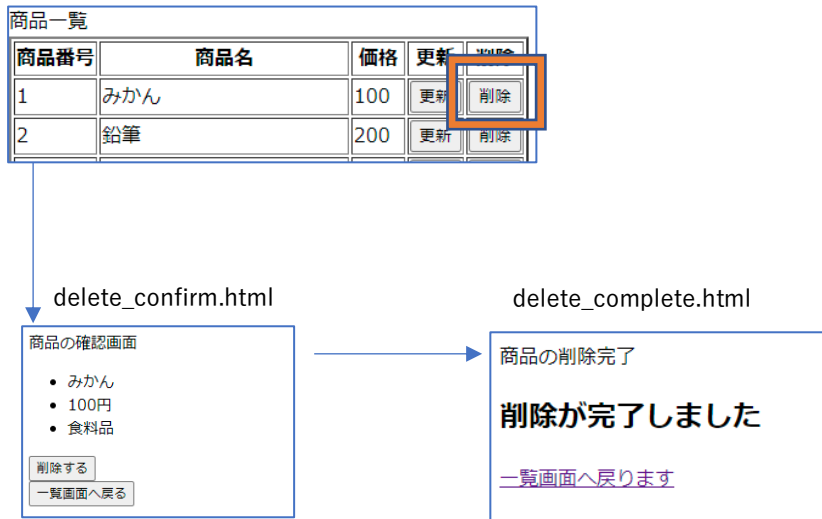 商品一覧
商品番号 商品名 価格 更新 削除
1 みかん 100 更新 削除
2 鉛筆 200 更新 削除
delete_confirm.html
delete_complete.html
商品の確認画面
• みかん
• 100円
• 食料品
削除する
一覧画面へ戻る
商品の削除完了
削除が完了しました
一覧画面へ戻ります